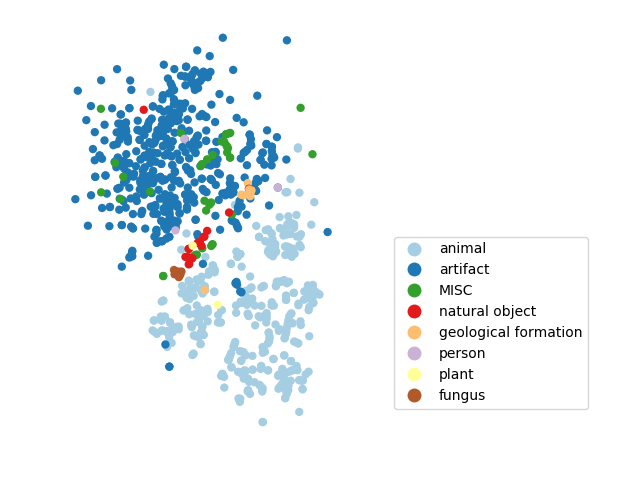 animal
artifact
MISC
natural object
geological formation
person
plant
fungus